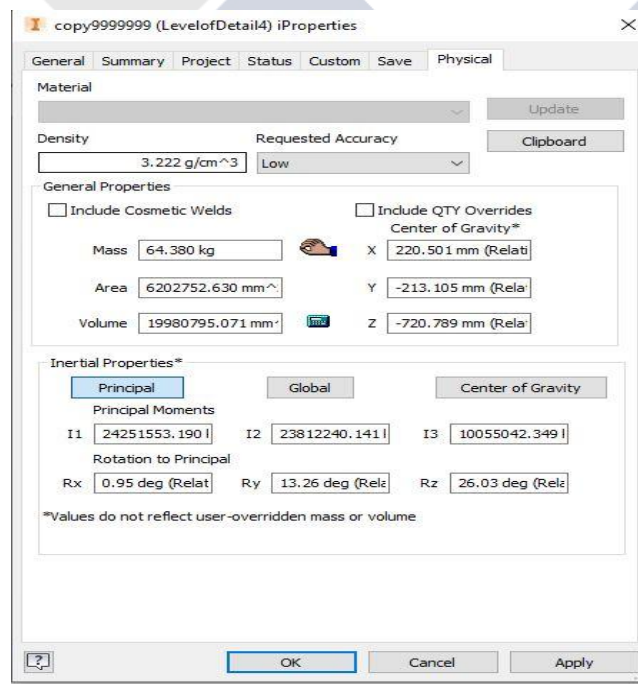 copy9999999 (LevelofDetail4) iProperties
General Summary Project Status Custom Save Physical
Material
Update
Density Requested Accuracy Clipboard
3.222 g/cm^3 Low
General Properties
Include Cosmetic Welds Include QTY Overrides
Center of Gravity*
Mass 64.380 kg X 220.501 mm (Relati
Area 6202752.630 mm^ Y -213.105 mm (Rela
Volume 19980795.071 mm Z -720.789 mm (Rela
Inertial Properties*
Principal Global Center of Gravity
Principal Moments
I1 24251553.190 I2 23812240.141 I3 10055042.349
Rotation to Principal
Rx 0.95 deg (Relat Ry 13.26 deg (Rela Rz 26.03 deg (Rela
*Values do not reflect user-overridden mass or volume
? OK Cancel Apply